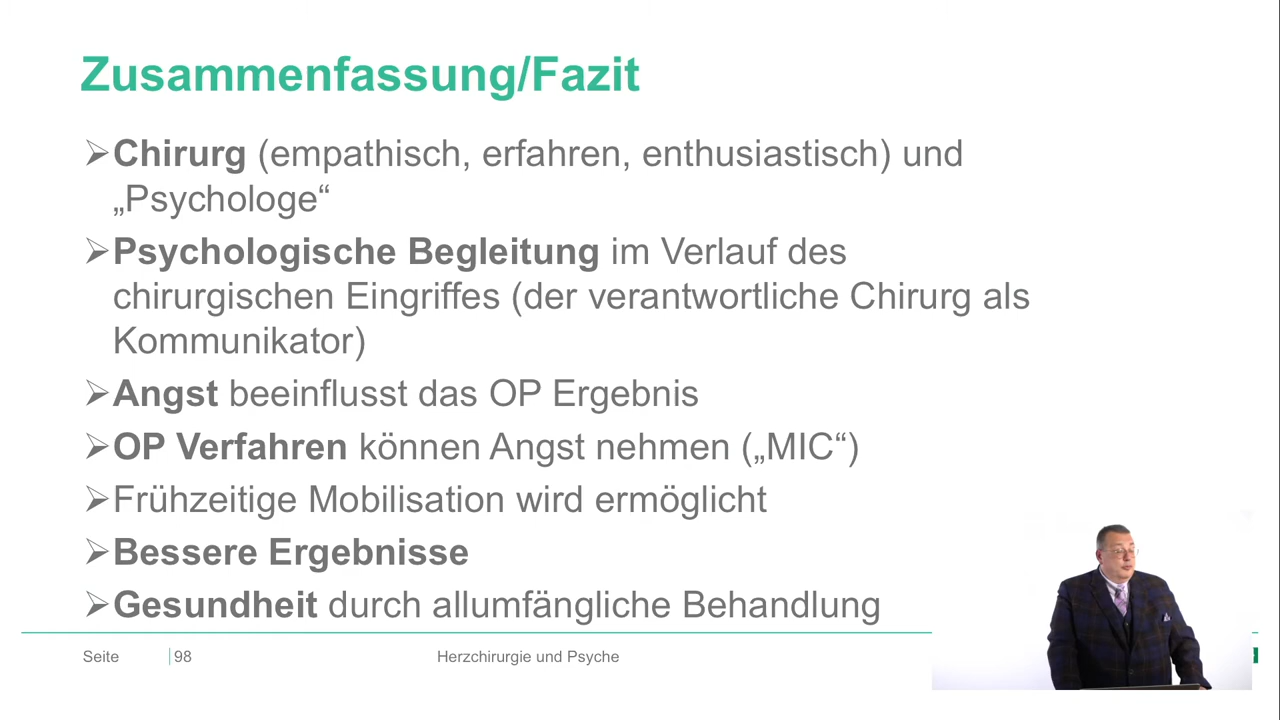 Zusammenfassung/Fazit
➢Chirurg (empathisch, erfahren, enthusiastisch) und
„Psychologe“
➢Psychologische Begleitung im Verlauf des
chirurgischen Eingriffes (der verantwortliche Chirurg als
Kommunikator)
➢Angst beeinflusst das OP Ergebnis
➢OP Verfahren können Angst nehmen („MIC“)
➢Frühzeitige Mobilisation wird ermöglicht
➢Bessere Ergebnisse
➢Gesundheit durch allumfängliche Behandlung
Seite |98 Herzchirurgie und Psyche